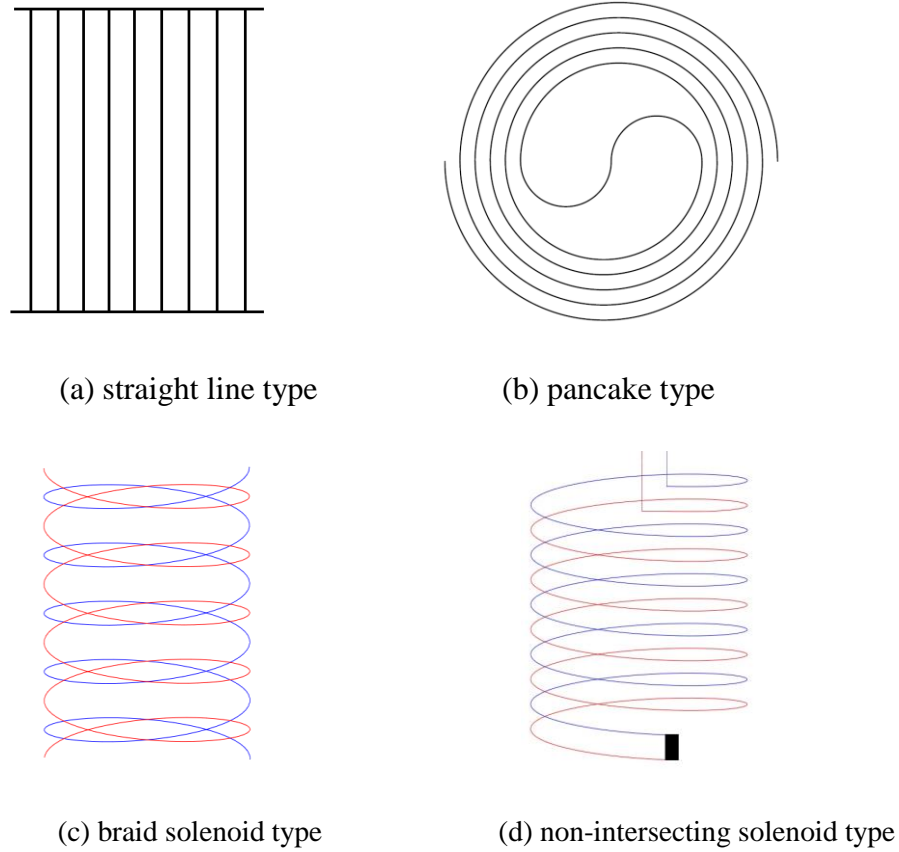 (a) straight line type
(b) pancake type
(c) braid solenoid type
(d) non-intersecting solenoid type